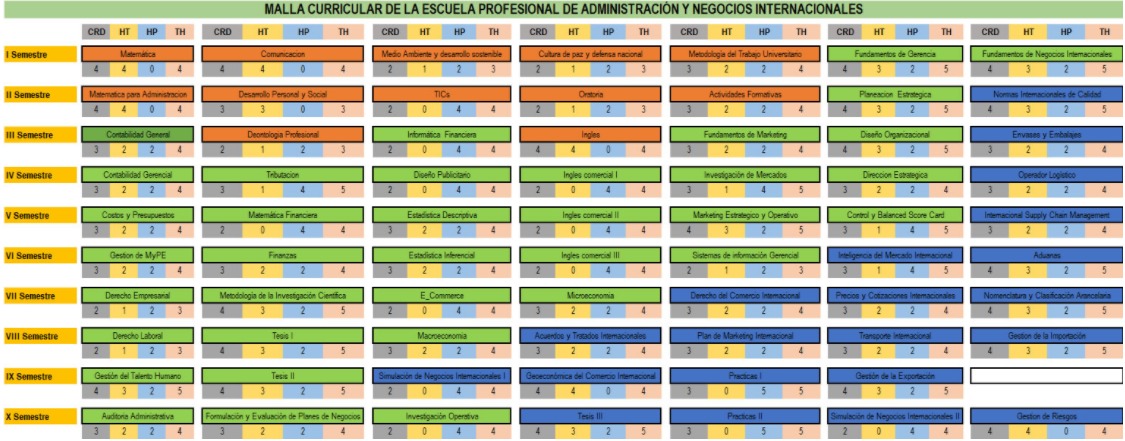 MALLA CURRICULAR DE LA ESCUELA PROFESIONAL DE ADMINISTRACIÓN Y NEGOCIOS INTERNACIONALES
CRD HT HP TH CRD HT HP TH CRD HT HP TH CRD HT HP TH CRD HT HP TH CRD HT HP TH CRD HT HP TH
I Semestre Matemática Comunicacion Medio Ambiente y desarrollo sostenible Cultura de paz y defensa nacional Metodología del Trabajo Universitario Fundamentos de Gerencia Fundamentos de Negocios Internacionales
4 4 0 4 4 4 0 4 2 1 2 3 2 1 2 3 3 2 2 4 4 3 2 5 4 3 2 5
II Semestre Matematica para Administracion Desarrollo Personal y Social TICs Oratoria Actividades Formativas Planeacion Estrategica Normas Internacionales de Calidad
4 4 0 4 3 3 0 3 2 0 4 4 2 1 2 3 3 2 2 4 4 3 2 5 4 3 2 5
III Semestre Contabilidad General Deontología Profesional Informática Financiera Ingles Fundamentos de Marketing Diseño Organizacional Envases y Embalajes
3 2 2 4 2 1 2 3 2 0 4 4 4 4 0 4 3 2 2 4 4 3 2 5 3 2 2 4
IV Semestre Contabilidad Gerencial Tributacion Diseño Publicitario Ingles comercial I Investigación de Mercados Direccion Estrategica Operador Logístico
3 2 2 4 3 1 4 5 2 0 4 4 2 0 4 4 3 1 4 5 3 2 2 4 3 2 2 4
V Semestre Costos y Presupuestos Matemática Financiera Estadística Descriptiva Ingles comercial II Marketing Estrategico y Operativo Control y Balanced Score Card Internacional Supply Chain Management
3 2 2 4 2 0 4 4 3 2 2 4 2 0 4 4 4 3 2 5 3 1 4 5 3 2 2 4
VI Semestre Gestion de MyPE Finanzas Estadistica Inferencial Ingles comercial III Sistemas de información Gerencial Inteligencia del Mercado Internacional Aduanas
3 2 2 4 3 2 2 4 3 2 2 4 2 0 4 4 2 1 2 3 3 1 4 5 4 3 2 5
VII Semestre Derecho Empresarial Metodología de la Investigación Científica E_Commerce Microeconomia Derecho del Comercio Internacional Precios y Cotizaciones Internacionales Nomenclatura y Clasificación Arancelaria
2 1 2 3 4 3 2 5 3 2 2 4 3 2 2 4 3 2 2 4 3 2 2 4 4 3 2 5
VIII Semestre Derecho Laboral Tesis I Macroeconomia Acuerdos y Tratados Internacionales Plan de Marketing Internacional Transporte Internacional Gestion de la Importación
2 1 2 3 4 3 2 5 3 2 2 4 3 2 2 4 3 2 2 4 3 2 2 4 4 3 2 5
IX Semestre Gestión del Talento Humano Tesis II Simulación de Negocios Internacionales I Geoeconómica del Comercio Internacional Practicas I Gestión de la Exportación
4 3 2 5 4 3 2 5 2 0 4 4 4 4 0 4 3 0 5 5 4 3 2 5
X Semestre Auditoria Administrativa Formulación y Evaluación de Planes de Negocios Investigación Operativa Tesis III Practicas II Simulación de Negocios Internacionales II Gestion de Riesgos
3 2 2 4 3 2 2 4 2 0 4 4 4 3 2 5 3 0 5 5 2 0 4 4 4 4 0 4